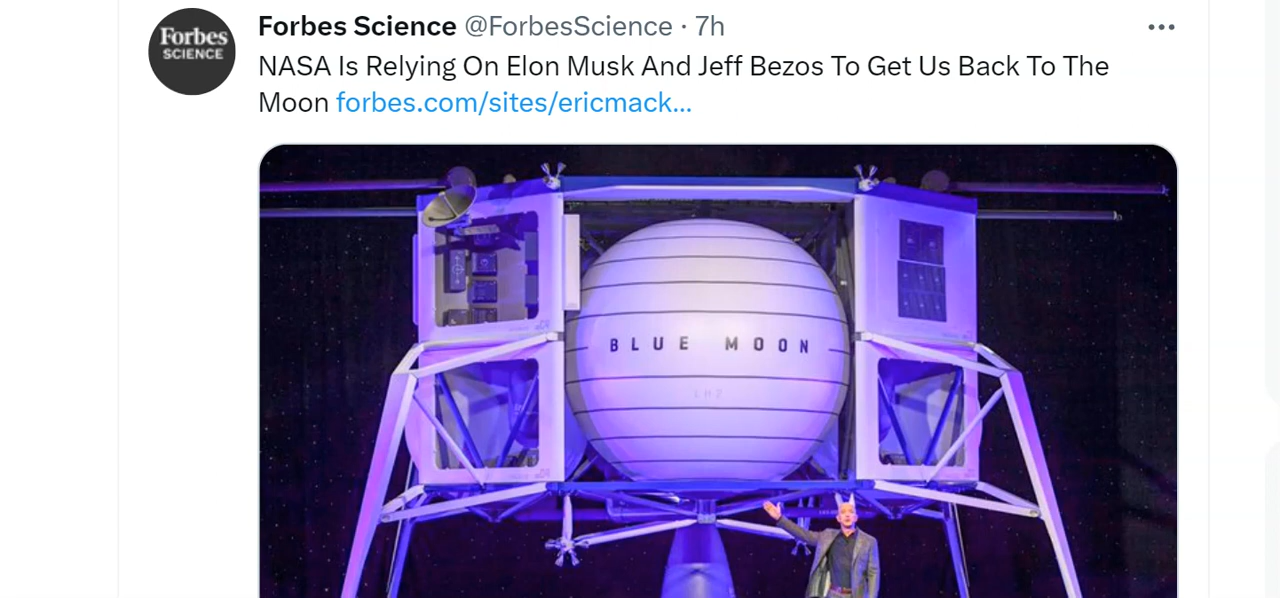 Forbes
SCIENCE
Forbes Science @ForbesScience · 7h
NASA Is Relying On Elon Musk And Jeff Bezos To Get Us Back To The
Moon forbes.com/sites/ericmack...
BLUE MOON
LH2